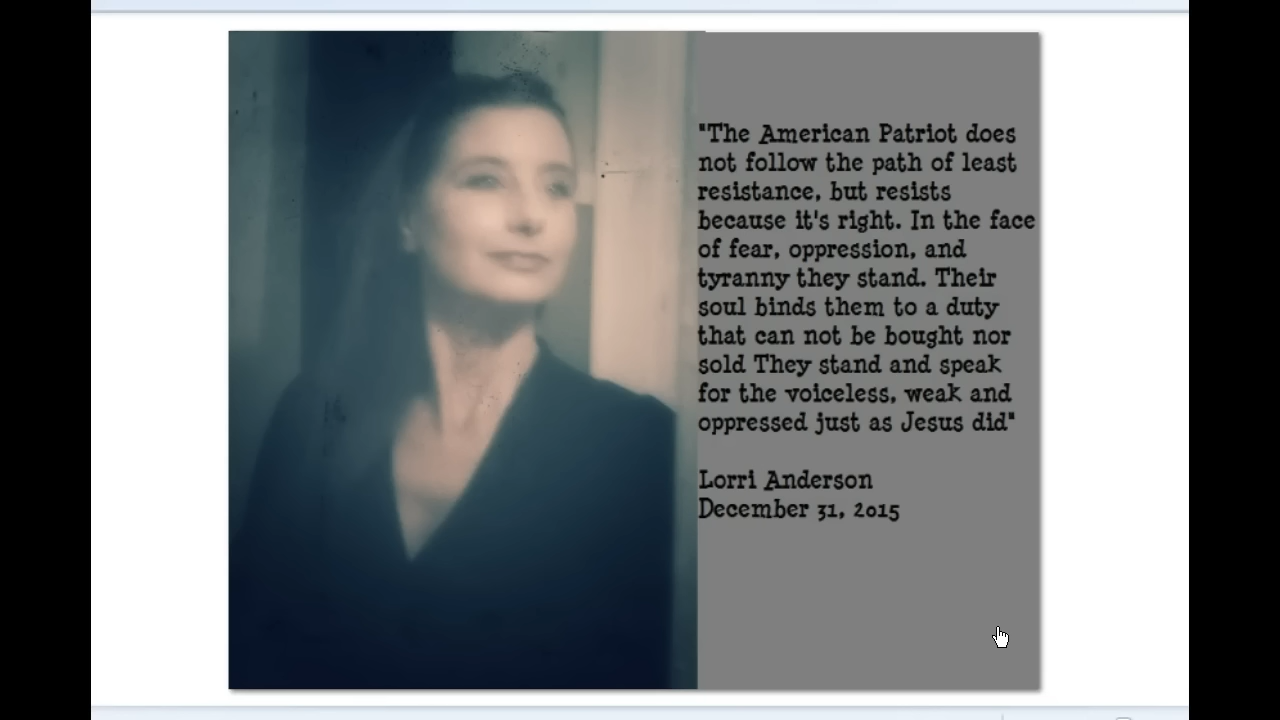 "The American Patriot does
not follow the path of least
resistance, but resists
because it's right. In the face
of fear, oppression, and
tyranny they stand. Their
soul binds them to a duty
that can not be bought nor
sold They stand and speak
for the voiceless, weak and
oppressed just as Jesus did"
Lorri Anderson
December 31, 2015